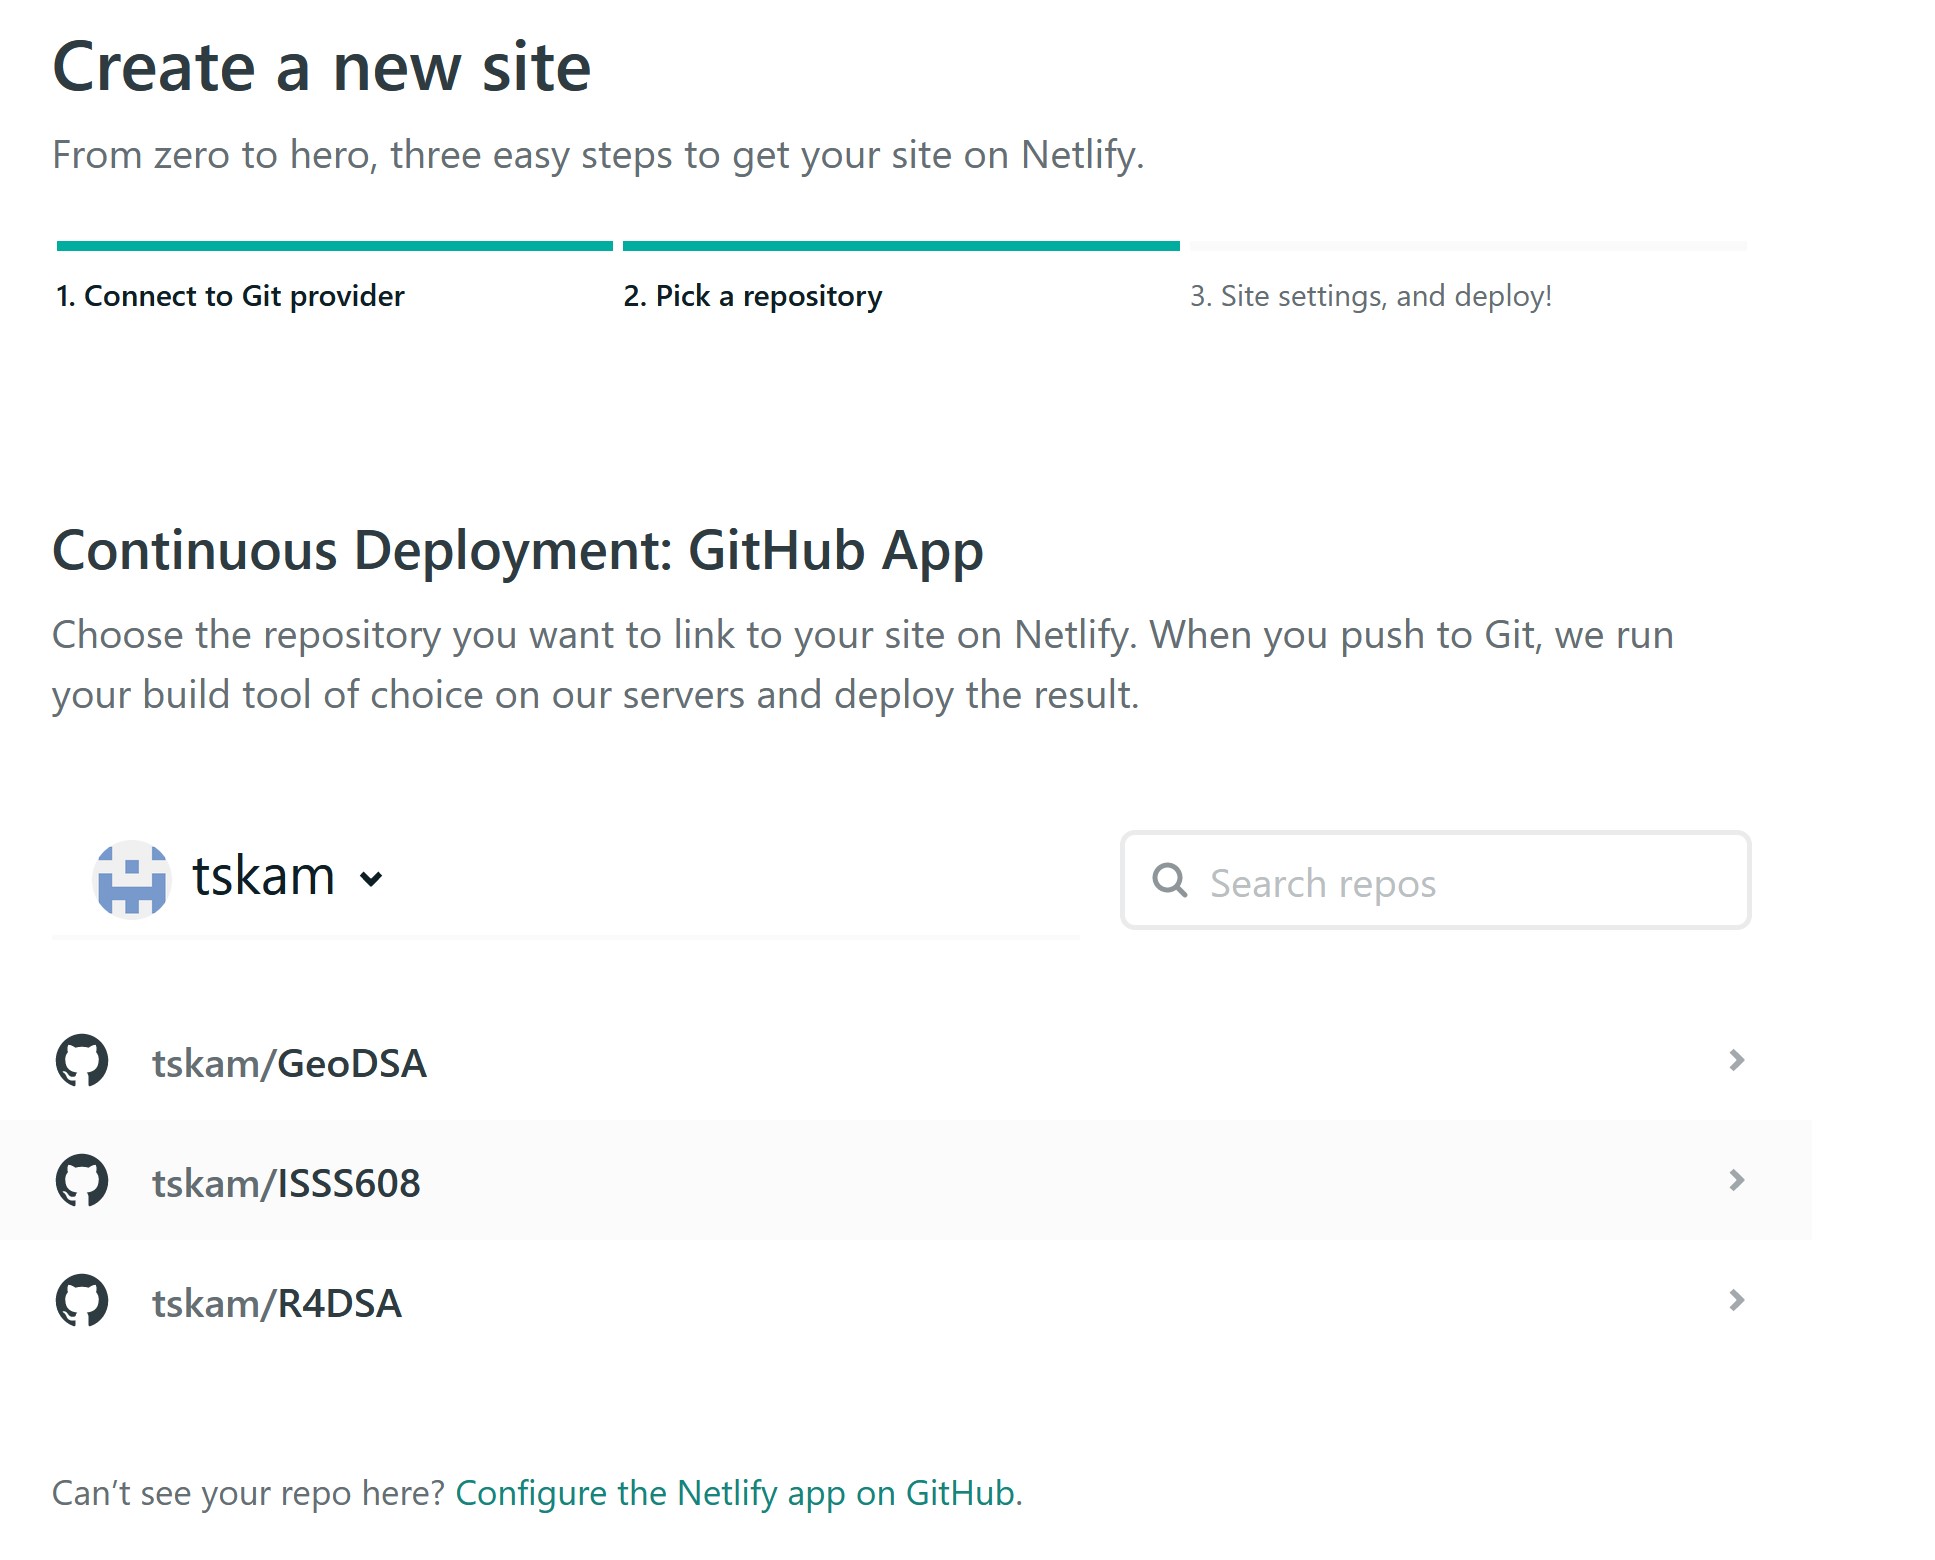 Create a new site
From zero to hero, three easy steps to get your site on Netlify.
1. Connect to Git provider
2. Pick a repository
3. Site settings, and deploy!
Continuous Deployment: GitHub App
Choose the repository you want to link to your site on Netlify. When you push to Git, we run
your build tool of choice on our servers and deploy the result.
tskam
Search repos
tskam/GeoDSA
tskam/ISSS608
tskam/R4DSA
Can’t see your repo here? Configure the Netlify app on GitHub.